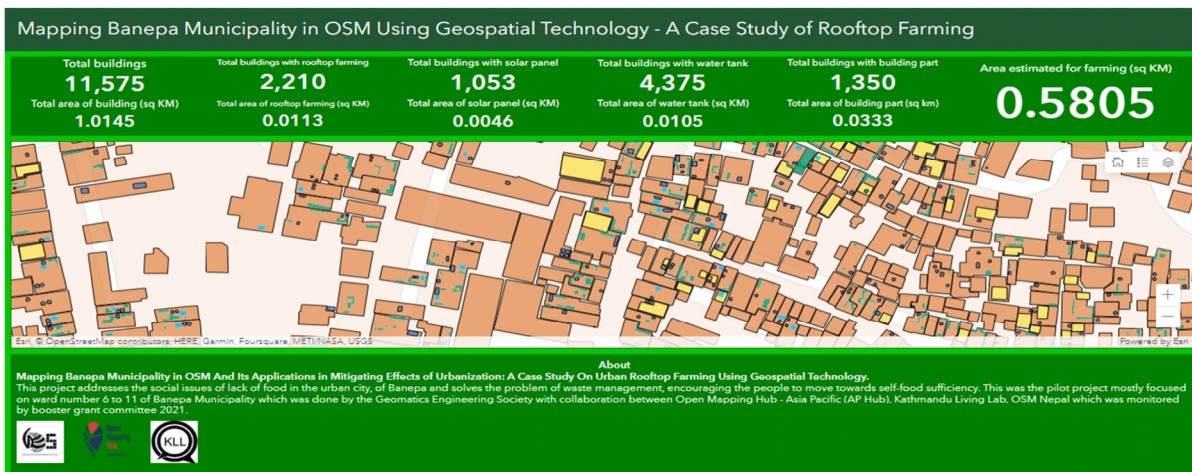 Mapping Banepa Municipality in OSM Using Geospatial Technology - A Case Study of Rooftop Farming
Total buildings
11,575
Total area of building (sq KM)
1.0145
Total buildings with rooftop farming
2,210
Total area of rooftop farming (sq KM)
0.0113
Total buildings with solar panel
1,053
Total area of solar panel (sq KM)
0.0046
Total buildings with water tank
4,375
Total area of water tank (sq KM)
0.0105
Total buildings with building part
1,350
Total area of building part (sq km)
0.0333
Area estimated for farming (sq KM)
0.5805
Esri, © OpenStreetMap contributors, HERE, Garmin, Foursquare, METI/NASA, USGS
Powered by Esri
About
Mapping Banepa Municipality in OSM And Its Applications in Mitigating Effects of Urbanization: A Case Study On Urban Rooftop Farming Using Geospatial Technology.
This project addresses the social issues of lack of food in the urban city, of Banepa and solves the problem of waste management, encouraging the people to move towards self-food sufficiency. This was the pilot project mostly focused
on ward number 6 to 11 of Banepa Municipality which was done by the Geomatics Engineering Society with collaboration between Open Mapping Hub - Asia Pacific (AP Hub), Kathmandu Living Lab, OSM Nepal which was monitored
by booster grant committee 2021.
Open
Mapping
Hub
KLL